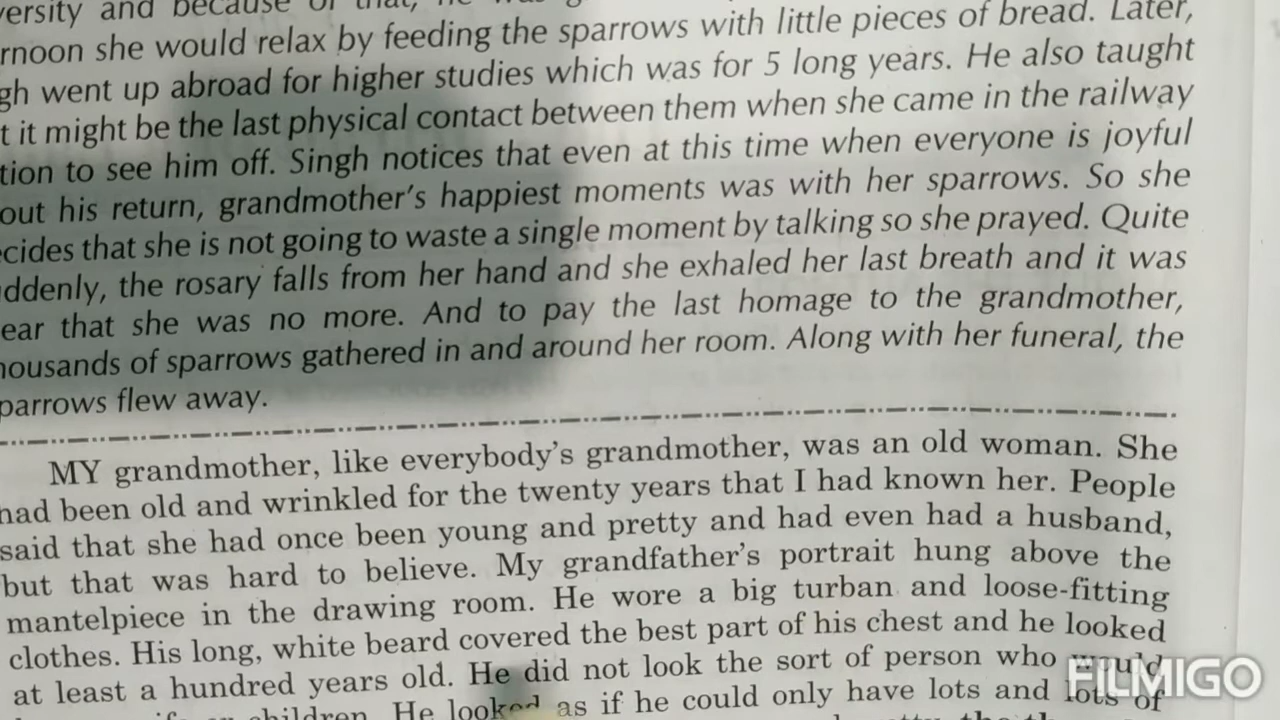 versity and because of that, he was
rnoon she would relax by feeding the sparrows with little pieces of bread. Later,
gh went up abroad for higher studies which was for 5 long years. He also taught
t it might be the last physical contact between them when she came in the railway
tion to see him off. Singh notices that even at this time when everyone is joyful
out his return, grandmother's happiest moments was with her sparrows. So she
cides that she is not going to waste a single moment by talking so she prayed. Quite
ddenly, the rosary falls from her hand and she exhaled her last breath and it was
ear that she was no more. And to pay the last homage to the grandmother,
housands of sparrows gathered in and around her room. Along with her funeral, the
parrows flew away.
MY grandmother, like everybody's grandmother, was an old woman. She
had been old and wrinkled for the twenty years that I had known her. People
said that she had once been young and pretty and had even had a husband,
but that was hard to believe. My grandfather's portrait hung above the
mantelpiece in the drawing room. He wore a big turban and loose-fitting
clothes. His long, white beard covered the best part of his chest and he looked
at least a hundred years old. He did not look the sort of person who would
children. He looked as if he could only have lots and lots of
FILMIGO